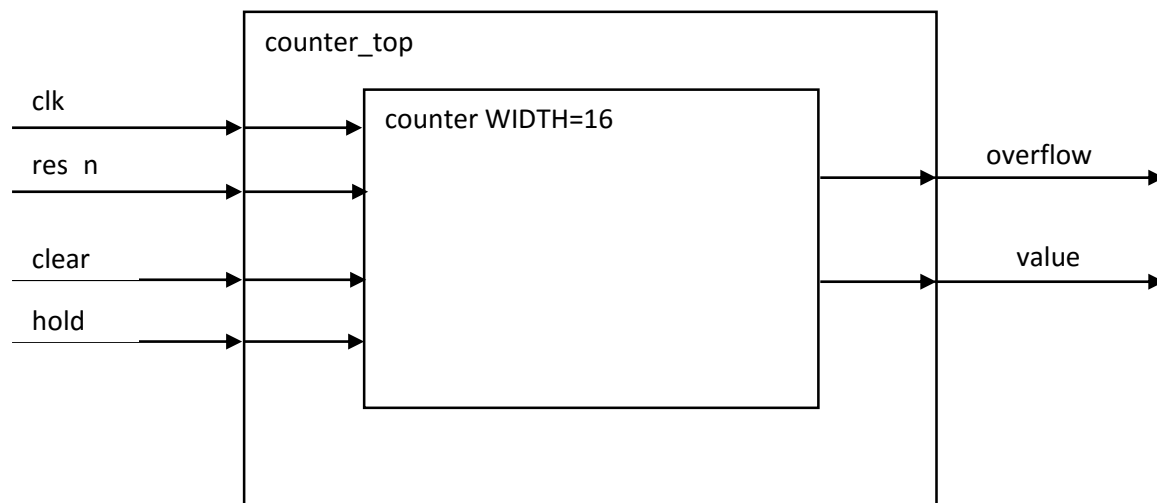 counter_top
clk
counter WIDTH=16
res n
overflow
clear
value
hold